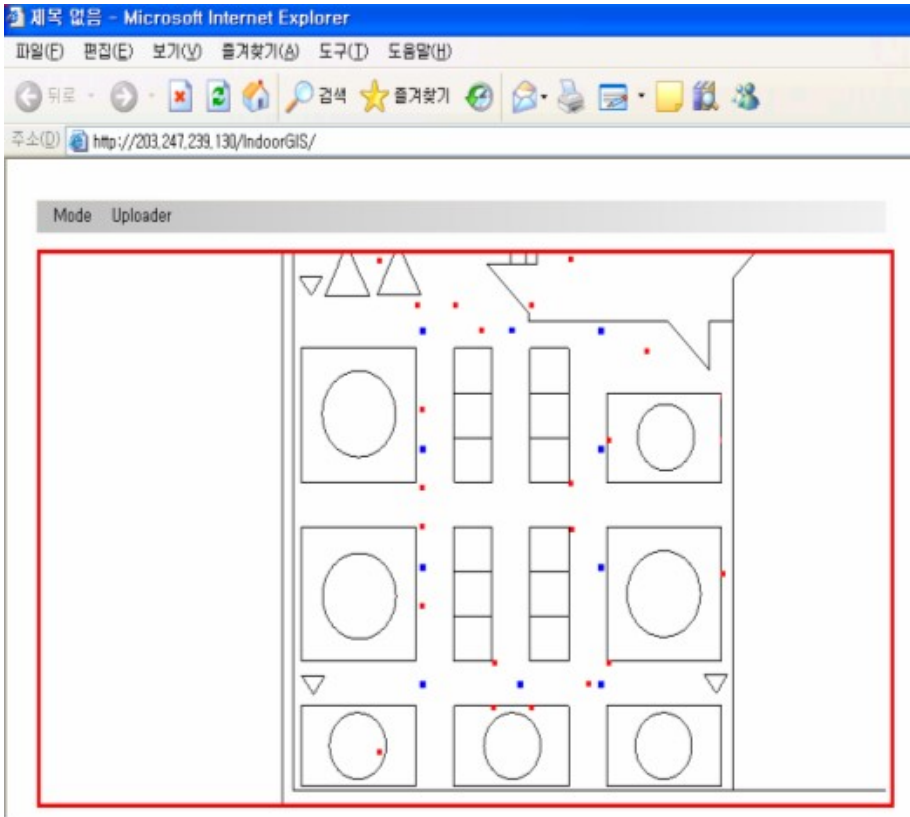 제목 없음 - Microsoft Internet Explorer
파일(F) 편집(E) 보기(V) 즐겨찾기(A) 도구(T) 도움말(H)
뒤로 검색 즐겨찾기
주소(D) http://203,247,239,130/IndoorGIS/
Mode Uploader